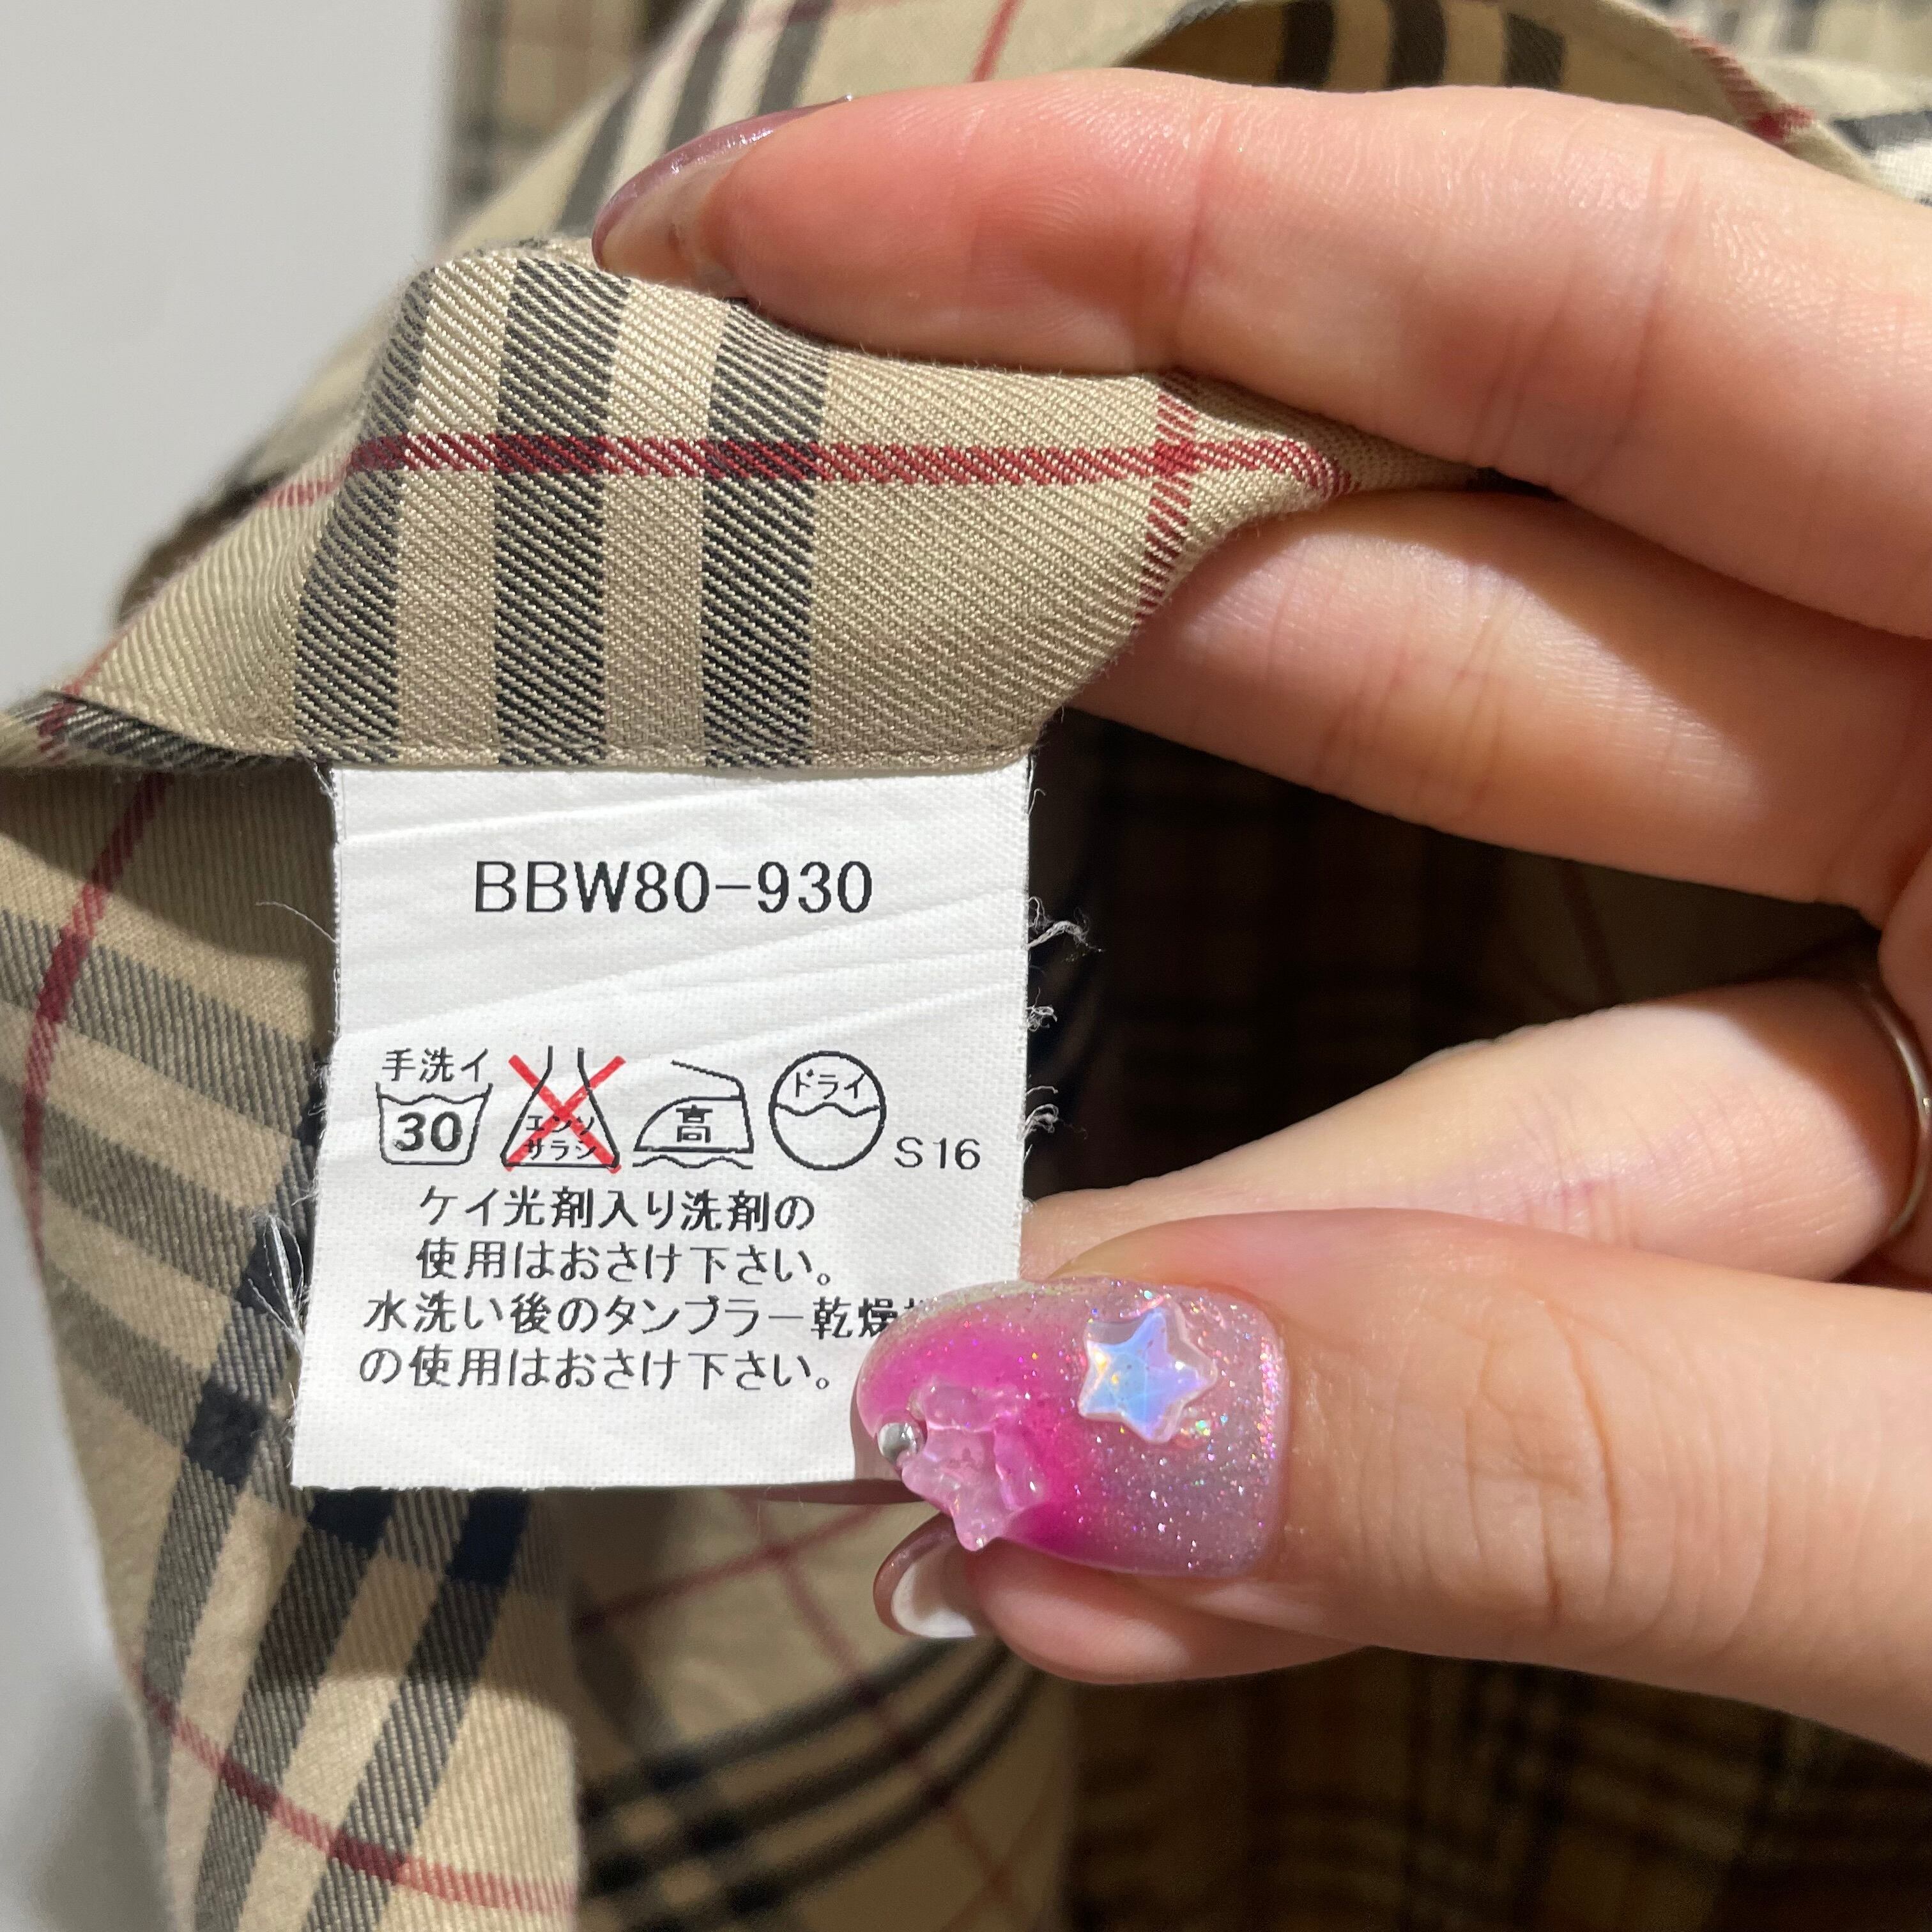 BBW80-930
手洗イ
30
エンソ
サラシ
高
ドライ
S16
ケイ光剤入り洗剤の
使用はおさけ下さい。
水洗い後のタンブラー乾燥
の使用はおさけ下さい。